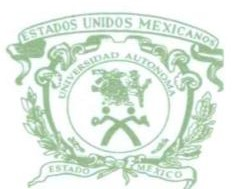 ESTADOS UNIDOS MEXICANOS
UNIVERSIDAD AUTONOMA
ESTADO MEXICO